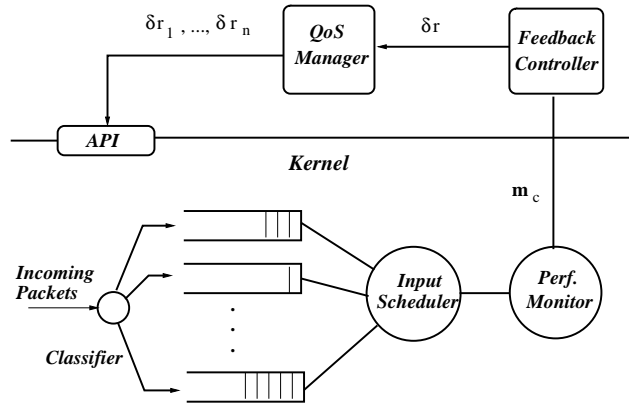 δr₁ , ..., δr ₙ
QoS
Manager
δr
Feedback
Controller
API
Kernel
m c
Incoming
Packets
Classifier
Input
Scheduler
Perf.
Monitor